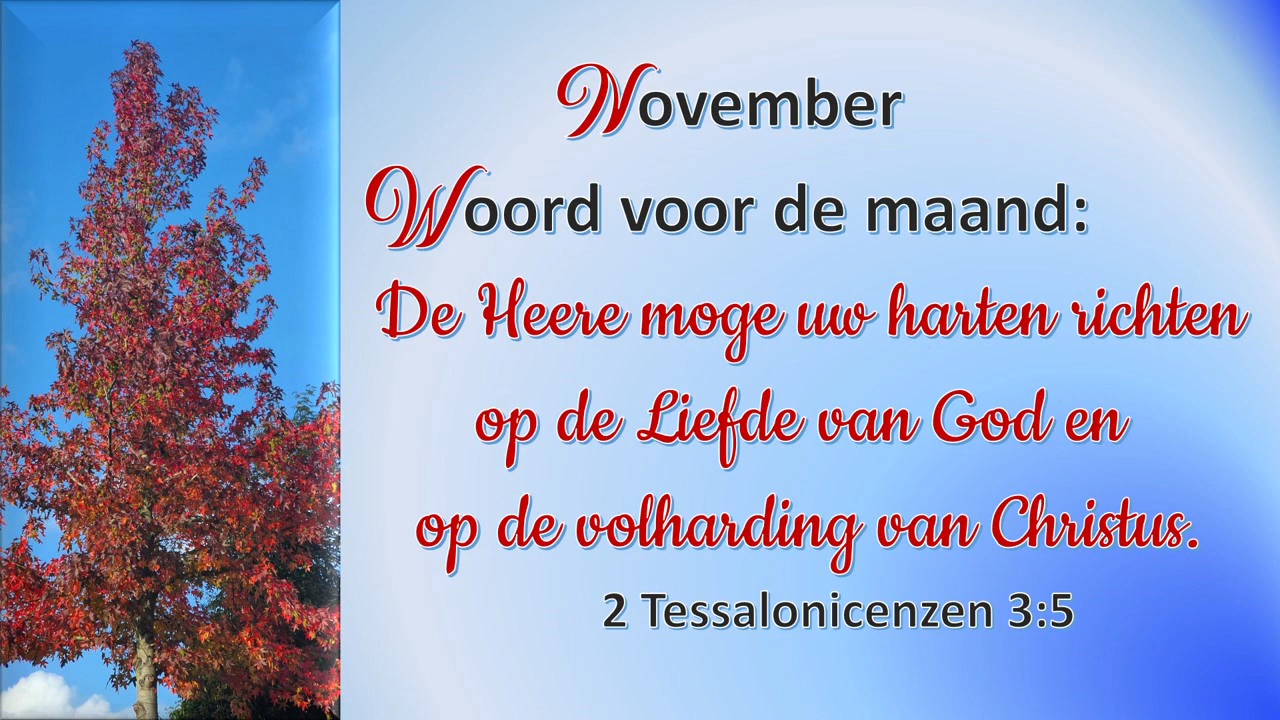 November
Woord voor de maand:
De Heere moge uw harten richten
op de Liefde van God en
op de volharding van Christus.
2 Tessalonicenzen 3:5